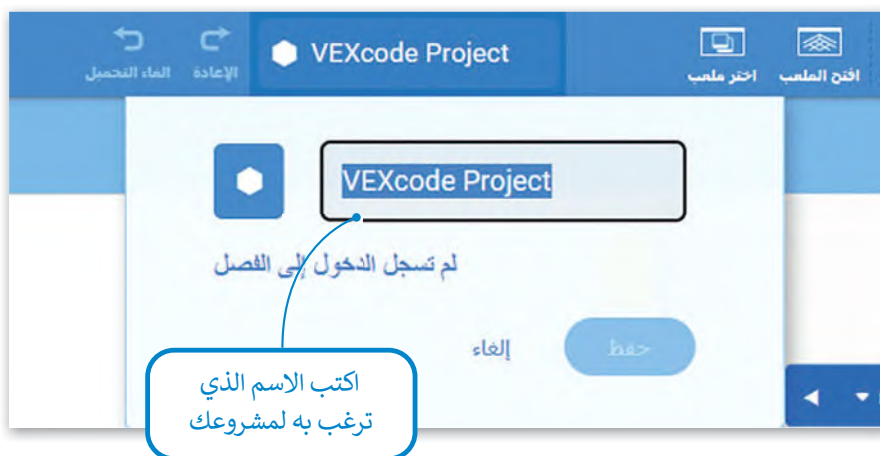 افتح الملعب
اختر ملعب
VEXcode Project
الإعادة
الغاء التحميل
VEXcode Project
لم تسجل الدخول إلى الفصل
حفظ
إلغاء
اكتب الاسم الذي
ترغب به لمشروعك